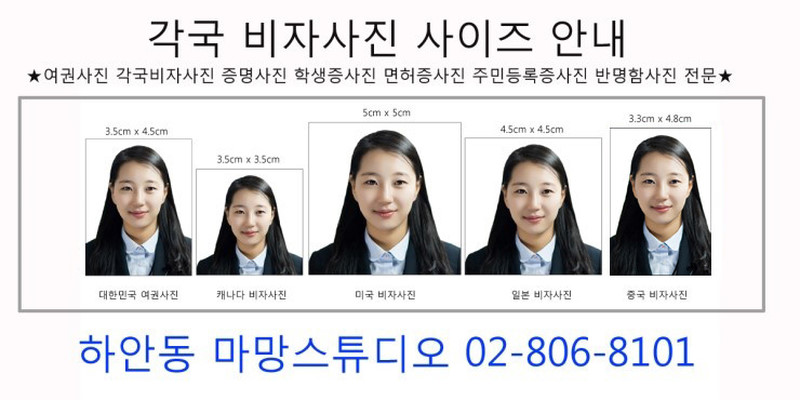 각국 비자사진 사이즈 안내
★여권사진 각국비자사진 증명사진 학생증사진 면허증사진 주민등록증사진 반명함사진 전문★
3.5cm x 4.5cm
3.5cm x 3.5cm
5cm x 5cm
4.5cm x 4.5cm
3.3cm x 4.8cm
대한민국 여권사진
캐나다 비자사진
미국 비자사진
일본 비자사진
중국 비자사진
하안동 마망스튜디오 02-806-8101